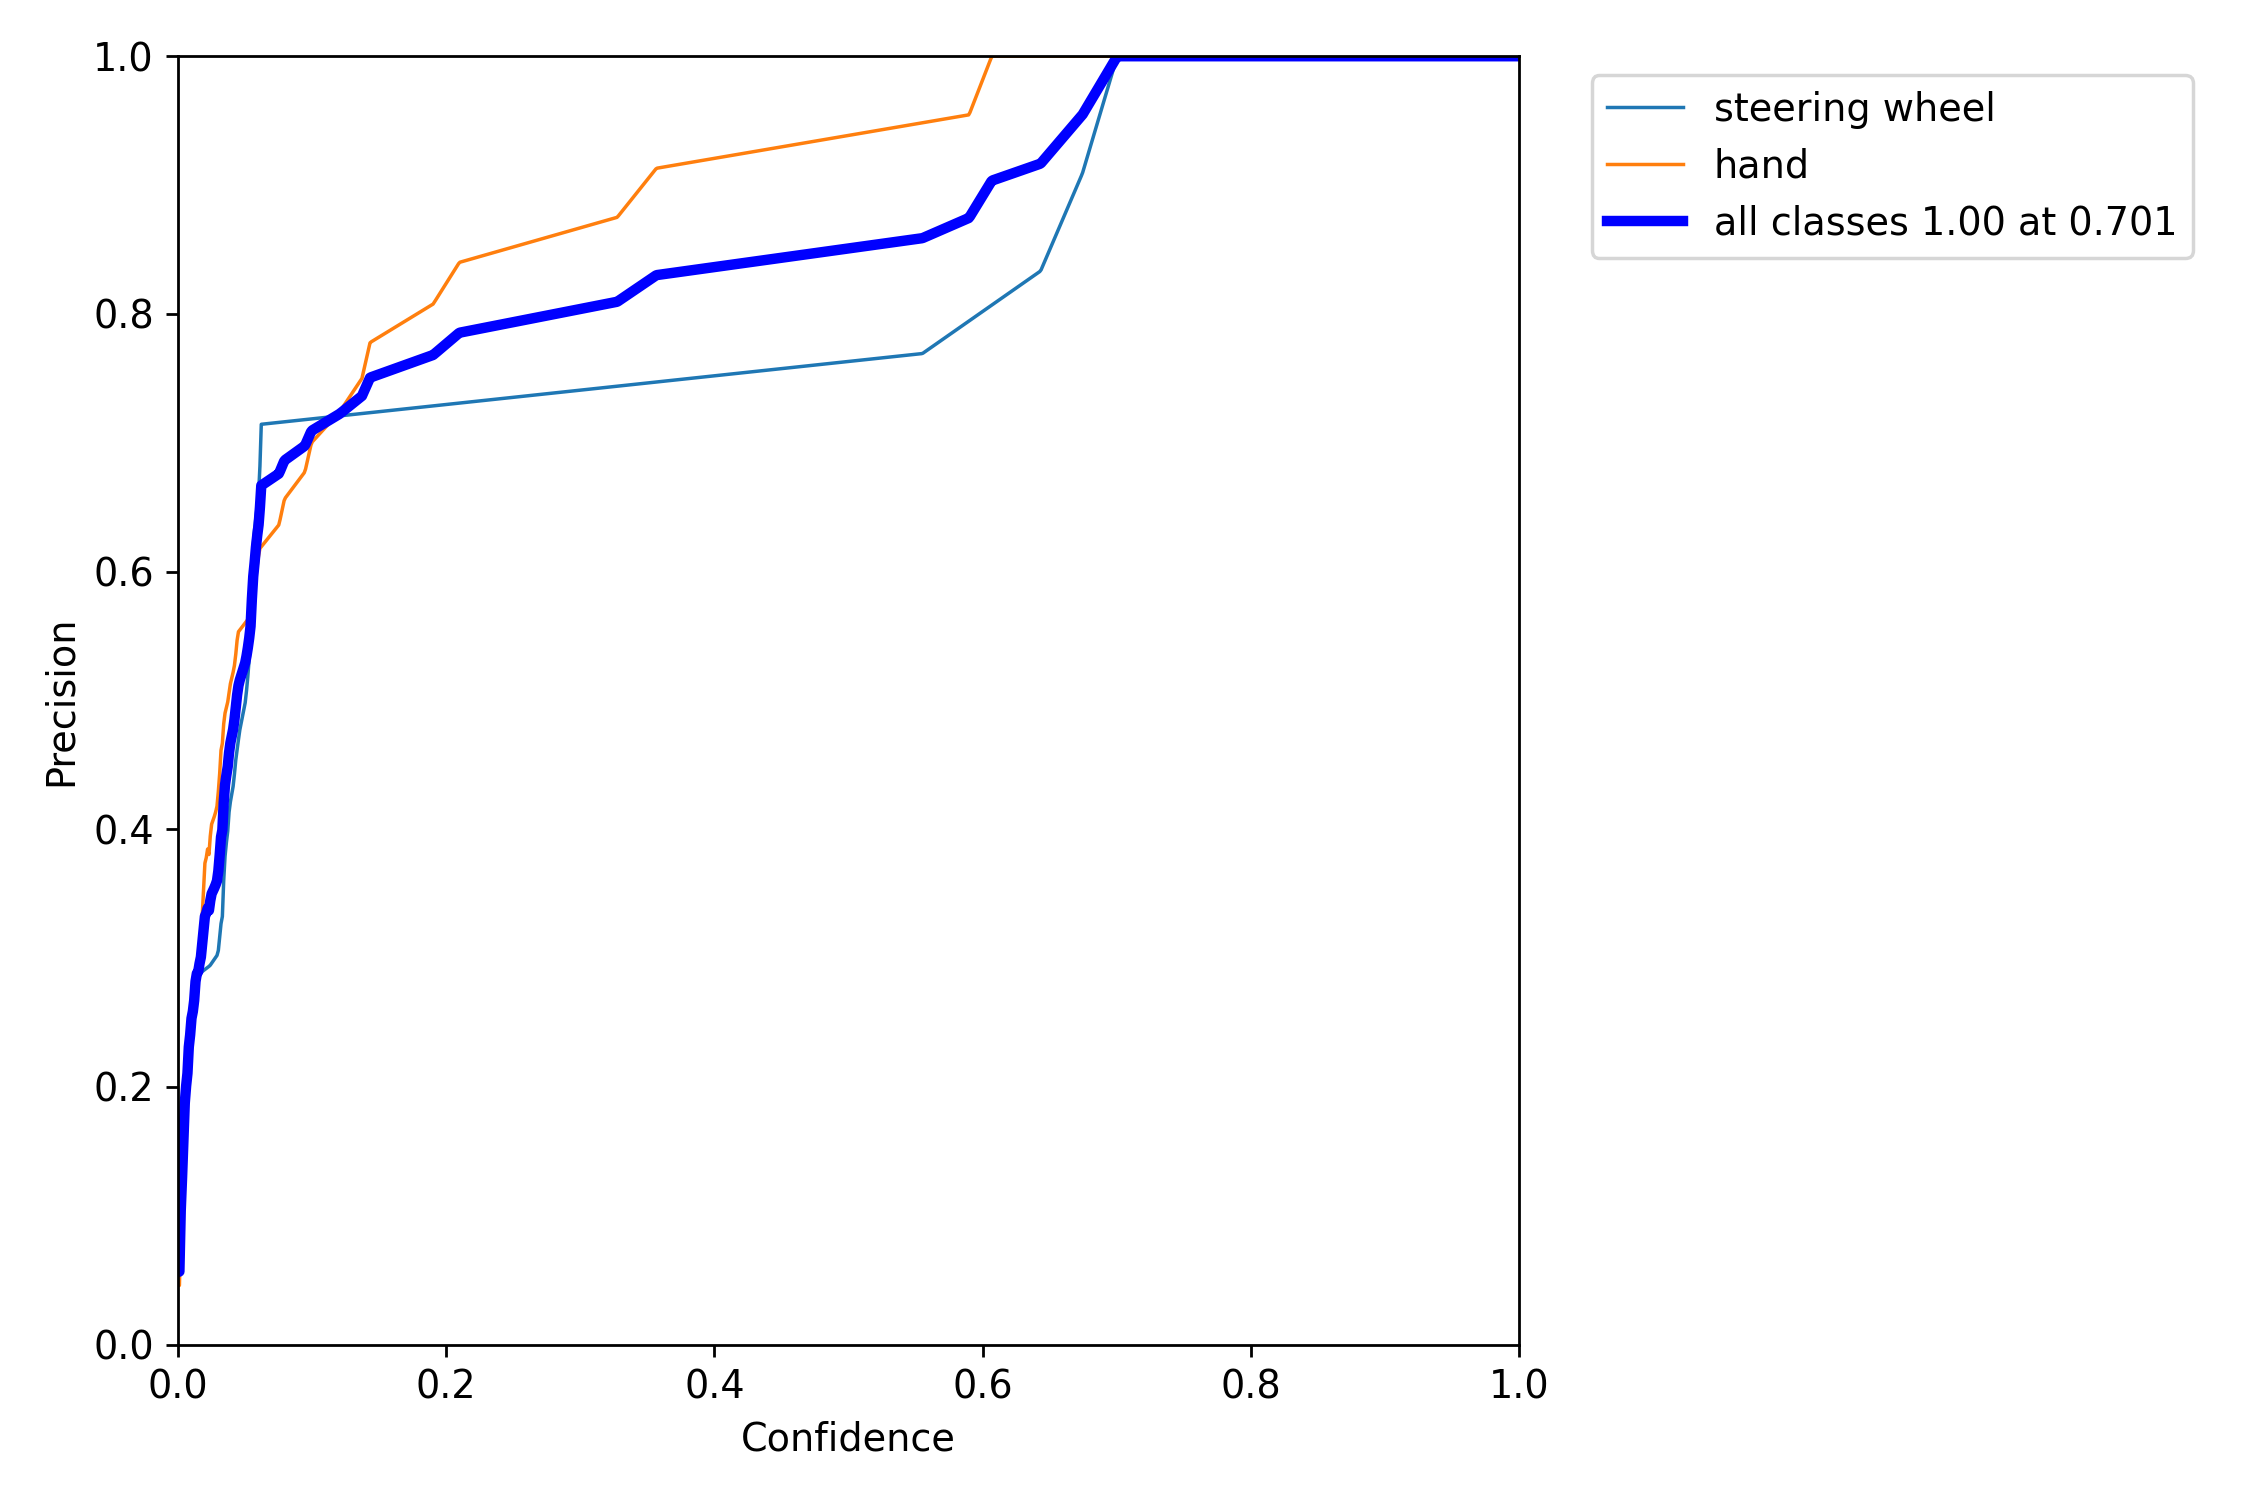 1.0
0.8
0.6
0.4
0.2
0.0
Precision
0.0 0.2 0.4 0.6 0.8 1.0
Confidence
steering wheel
hand
all classes 1.00 at 0.701